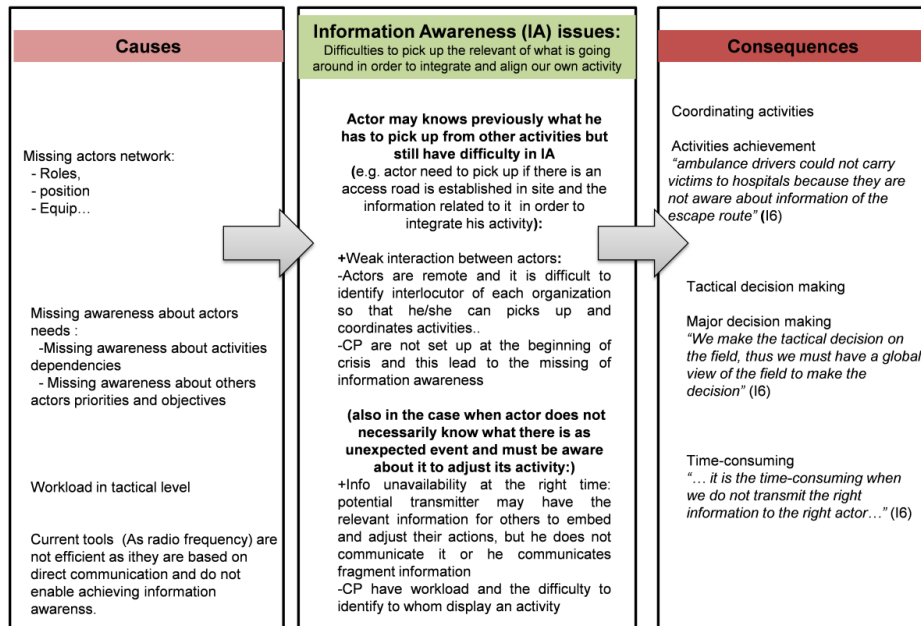 Causes
Missing actors network:
- Roles,
- position
- Equip…
Missing awareness about actors
needs :
-Missing awareness about activities
dependencies
- Missing awareness about others
actors priorities and objectives
Workload in tactical level
Current tools (As radio frequency) are
not efficient as ithey are based on
direct communication and do not
enable achieving information
awarenss.
Information Awareness (IA) issues:
Difficulties to pick up the relevant of what is going
around in order to integrate and align our own activity
Actor may knows previously what he
has to pick up from other activities but
still have difficulty in IA
(e.g. actor need to pick up if there is an
access road is established in site and the
information related to it in order to
integrate his activity):
+Weak interaction between actors:
-Actors are remote and it is difficult to
identify interlocutor of each organization
so that he/she can picks up and
coordinates activities..
-CP are not set up at the beginning of
crisis and this lead to the missing of
information awareness
(also in the case when actor does not
necessarily know what there is as
unexpected event and must be aware
about it to adjust its activity:)
+Info unavailability at the right time:
potential transmitter may have the
relevant information for others to embed
and adjust their actions, but he does not
communicate it or he communicates
fragment information
-CP have workload and the difficulty to
identify to whom display an activity
Consequences
Coordinating activities
Activities achievement
“ambulance drivers could not carry
victims to hospitals because they are
not aware about information of the
escape route” (I6)
Tactical decision making
Major decision making
“We make the tactical decision on
the field, thus we must have a global
view of the field to make the
decision” (I6)
Time-consuming
“… it is the time-consuming when
we do not transmit the right
information to the right actor…” (I6)